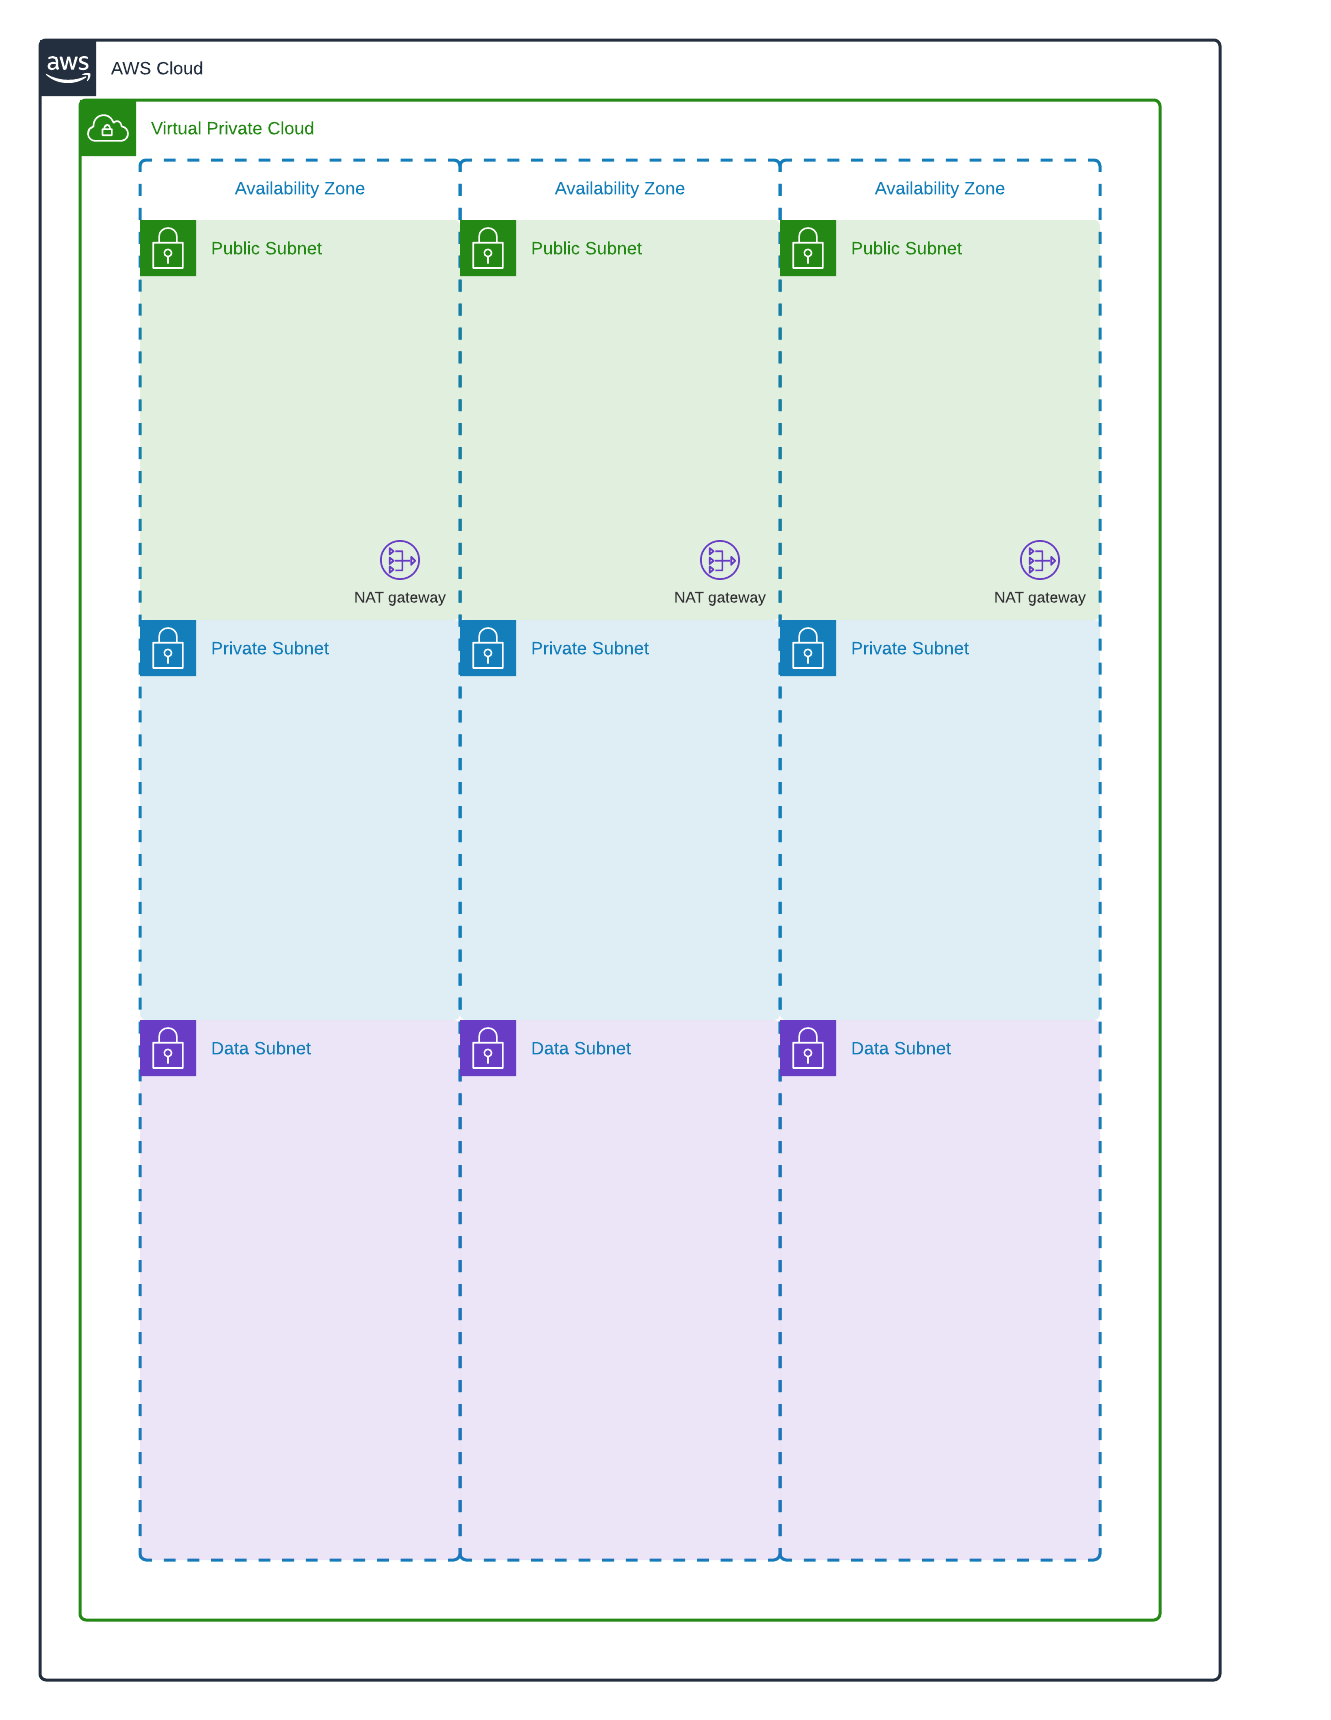 aws
AWS Cloud
Virtual Private Cloud
Availability Zone
Availability Zone
Availability Zone
Public Subnet
Public Subnet
Public Subnet
NAT gateway
NAT gateway
NAT gateway
Private Subnet
Private Subnet
Private Subnet
Data Subnet
Data Subnet
Data Subnet